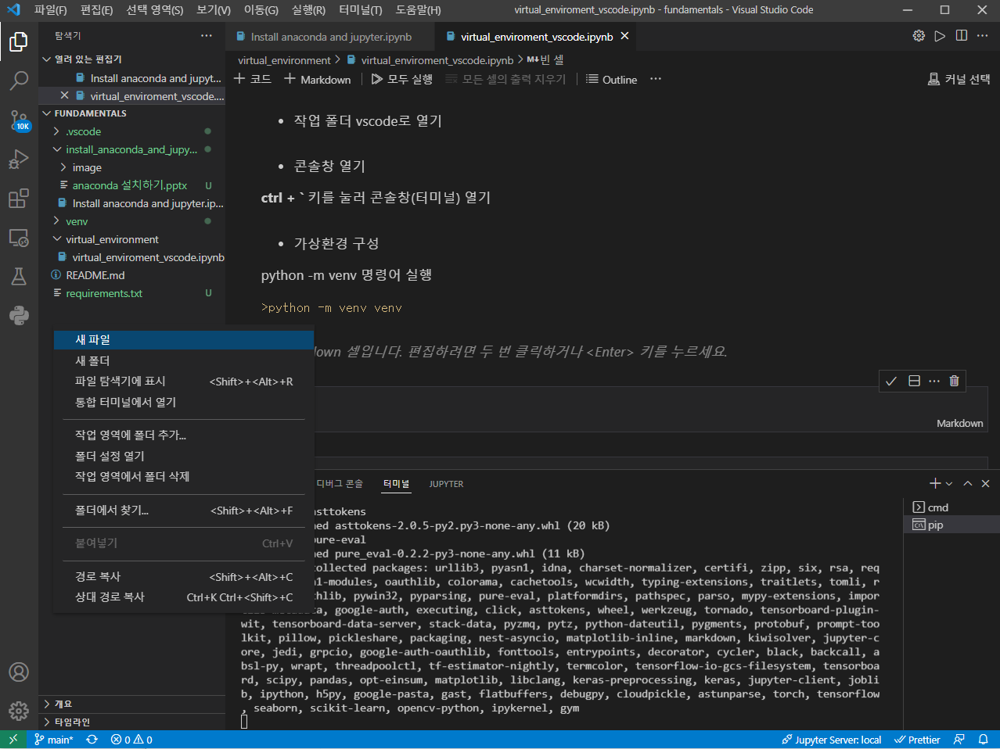 파일(F) 편집(E) 선택 영역(S) 보기(V) 이동(G) 실행(R) 터미널(T) 도움말(H) virtual_enviroment_vscode.ipynb - fundamentals - Visual Studio Code
탐색기
Install anaconda and jupyter.ipynb virtual_enviroment_vscode.ipynb
열려 있는 편집기
Install anaconda and jupyt...
virtual_enviroment_vscode....
FUNDAMENTALS
.vscode
install_anaconda_and_jupy...
image
anaconda 설치하기.pptx U
Install anaconda and jupyter.ip...
venv
virtual_environment
virtual_enviroment_vscode.ipynb
README.md
requirements.txt U
10K
virtual_environment > virtual_enviroment_vscode.ipynb > M↓빈 셀
+ 코드 + Markdown 모두 실행 모든 셀의 출력 지우기 Outline ... 커널 선택
• 작업 폴더 vscode로 열기
• 콘솔창 열기
ctrl + ` 키를 눌러 콘솔창(터미널) 열기
• 가상환경 구성
python -m venv 명령어 실행
>python -m venv venv
down 셀입니다. 편집하려면 두 번 클릭하거나 <Enter> 키를 누르세요.
Markdown
새 파일
새 폴더
파일 탐색기에 표시 <Shift>+<Alt>+R
통합 터미널에서 열기
작업 영역에 폴더 추가...
폴더 설정 열기
작업 영역에서 폴더 삭제
폴더에서 찾기... <Shift>+<Alt>+F
붙여넣기 Ctrl+V
경로 복사 <Shift>+<Alt>+C
상대 경로 복사 Ctrl+K Ctrl+<Shift>+C
디버그 콘솔 터미널 JUPYTER
cmd
pip
asttokens
ned asttokens-2.0.5-py2.py3-none-any.whl (20 kB)
pure-eval
ned pure_eval-0.2.2-py3-none-any.whl (11 kB)
ollected packages: urllib3, pyasn1, idna, charset-normalizer, certifi, zipp, six, rsa, req
n1-modules, oauthlib, colorama, cachetools, wcwidth, typing-extensions, traitlets, tomli, r
thlib, pywin32, pyparsing, pure-eval, platformdirs, pathspec, parso, mypy-extensions, impor
ta, google-auth, executing, click, asttokens, wheel, werkzeug, tornado, tensorboard-plugin-
wit, tensorboard-data-server, stack-data, pyzmq, pytz, python-dateutil, pygments, protobuf, prompt-too
lkit, pillow, pickleshare, packaging, nest-asyncio, matplotlib-inline, markdown, kiwisolver, jupyter-c
ore, jedi, grpcio, google-auth-oauthlib, fonttools, entrypoints, decorator, cycler, black, backcall, a
bsl-py, wrapt, threadpoolctl, tf-estimator-nightly, termcolor, tensorflow-io-gcs-filesystem, tensorboa
rd, scipy, pandas, opt-einsum, matplotlib, libclang, keras-preprocessing, keras, jupyter-client, jobli
b, ipython, h5py, google-pasta, gast, flatbuffers, debugpy, cloudpickle, astunparse, torch, tensorflow
, seaborn, scikit-learn, opencv-python, ipykernel, gym
개요
타임라인
main* 0 0 Jupyter Server: local Prettier